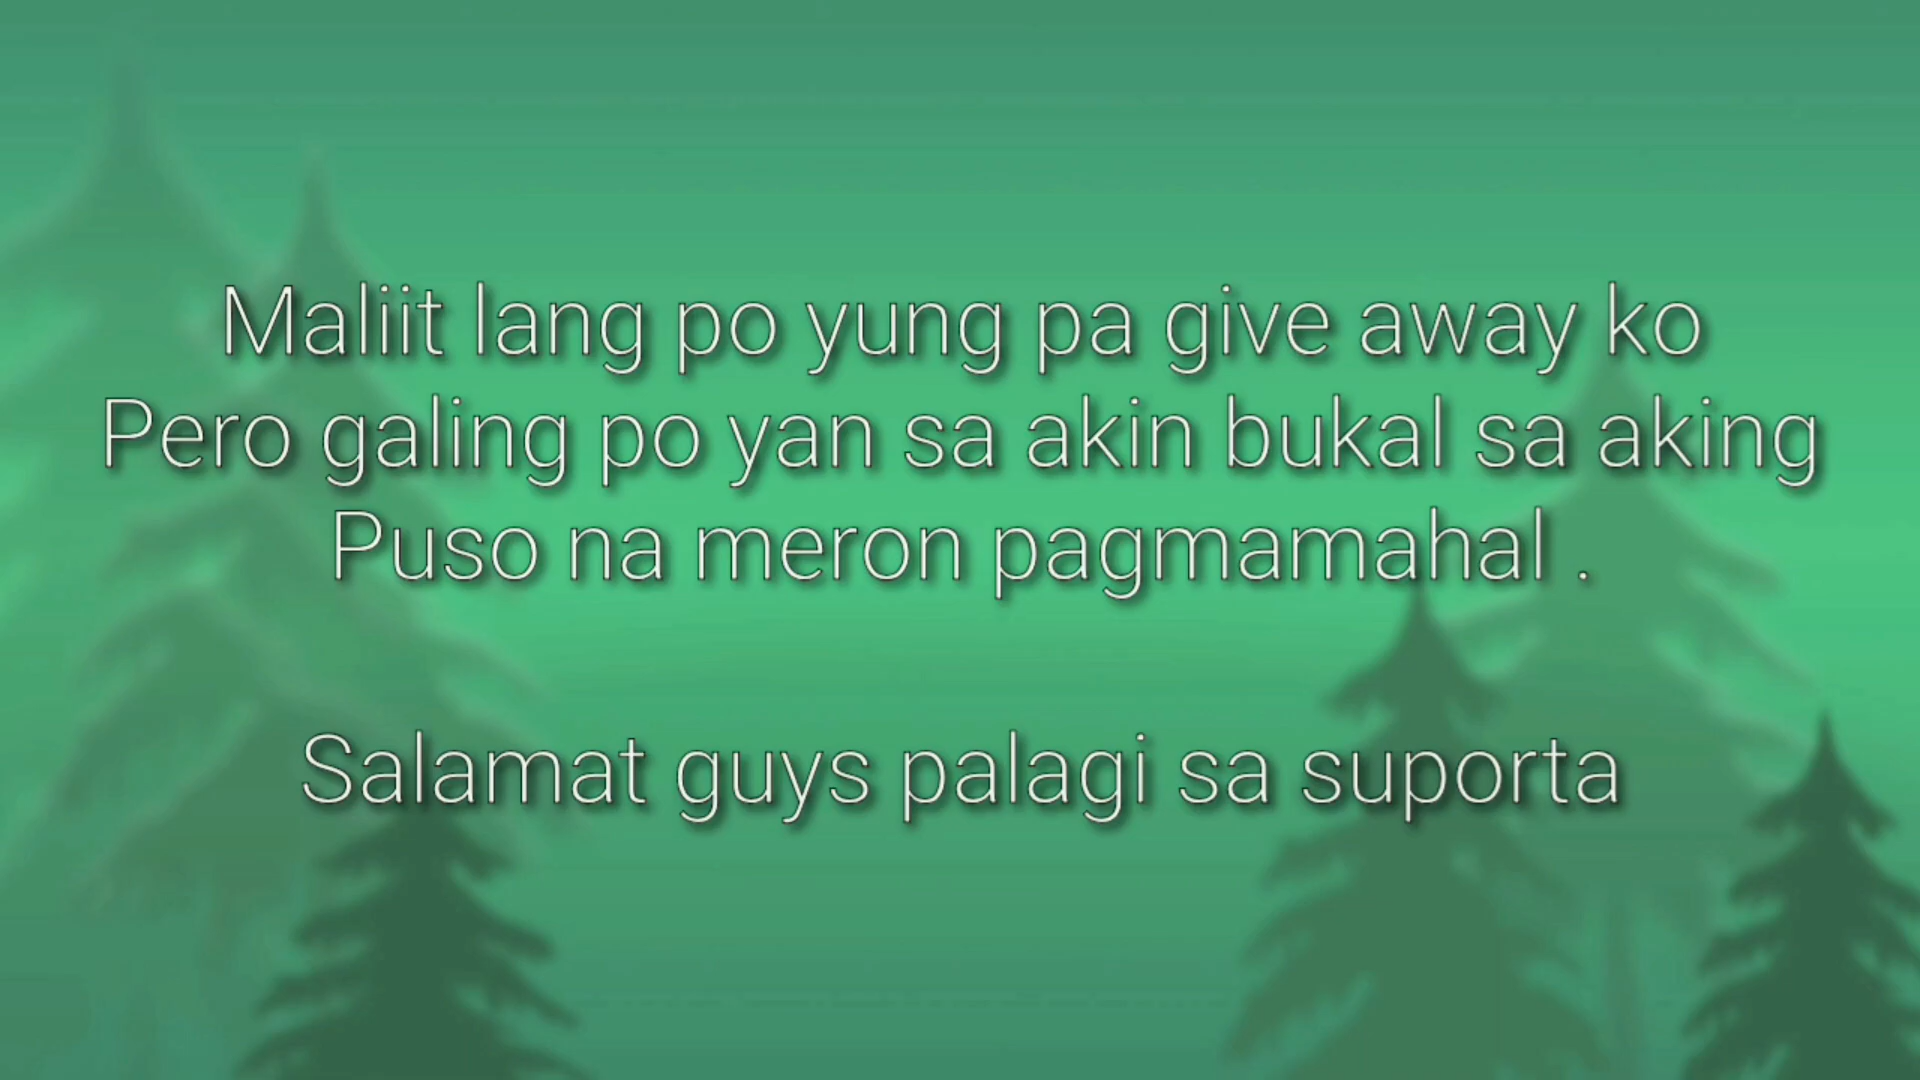 Maliit lang po yung pa give away ko
Pero galing po yan sa akin bukal sa aking
Puso na meron pagmamahal .
Salamat guys palagi sa suporta